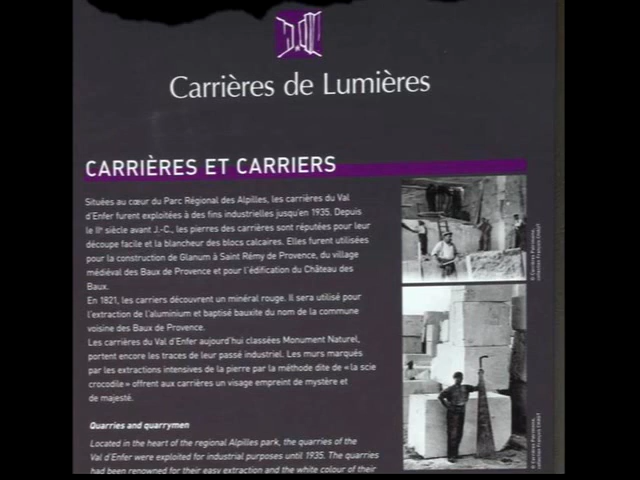 Carrières de Lumières
CARRIÈRES ET CARRIERS
Situées au cœur du Parc Régional des Alpilles, les carrières du Val
d'Enfer furent exploitées à des fins industrielles jusqu'en 1935. Depuis
le IIe siècle avant J.-C., les pierres des carrières sont réputées pour leur
découpe facile et la blancheur des blocs calcaires. Elles furent utilisées
pour la construction de Glanum à Saint Rémy de Provence, du village
médiéval des Baux de Provence et pour l'édification du Château des
Baux.
En 1821, les carriers découvrent un minéral rouge. Il sera utilisé pour
l'extraction de l'aluminium et baptisé bauxite du nom de la commune
voisine des Baux de Provence.
Les carrières du Val d'Enfer aujourd'hui classées Monument Naturel,
portent encore les traces de leur passé industriel. Les murs marqués
par les extractions intensives de la pierre par la méthode dite de « la scie
crocodile » offrent aux carrières un visage empreint de mystère et
de majesté.
Quarries and quarrymen
Located in the heart of the regional Alpilles park, the quarries of the
Val d'Enfer were exploited for industrial purposes until 1935. The quarries
had been renowned for their easy extraction and the white colour of their
© Carrières Patrimoine,
collection François
© Carrières Patrimoine,
collection François